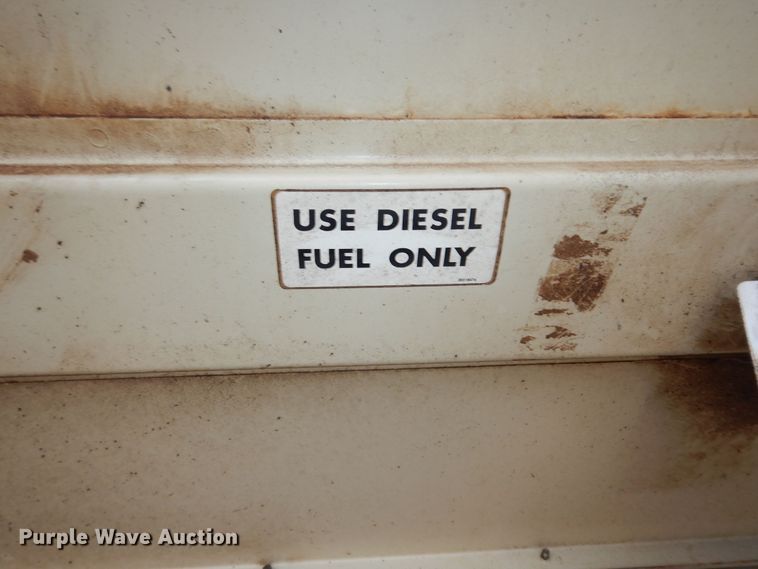 USE DIESEL
FUEL ONLY
Purple Wave Auction